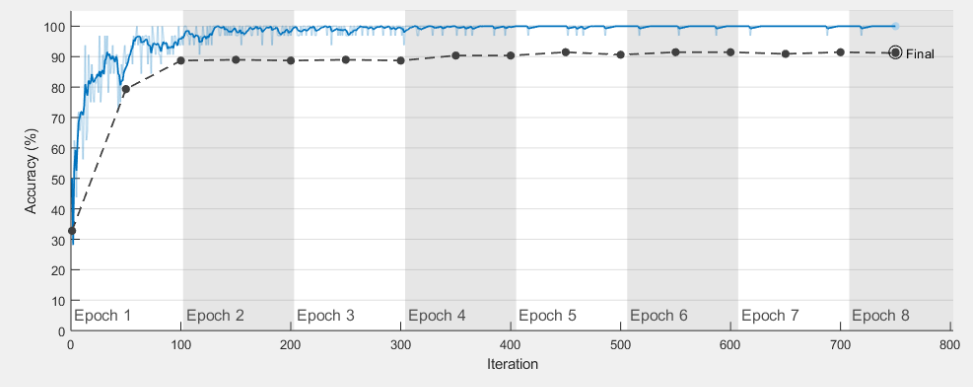 Accuracy (%)
100
90
80
70
60
50
40
30
20
10
0
Final
Epoch 1
Epoch 2
Epoch 3
Epoch 4
Epoch 5
Epoch 6
Epoch 7
Epoch 8
0 100 200 300 400 500 600 700 800
Iteration